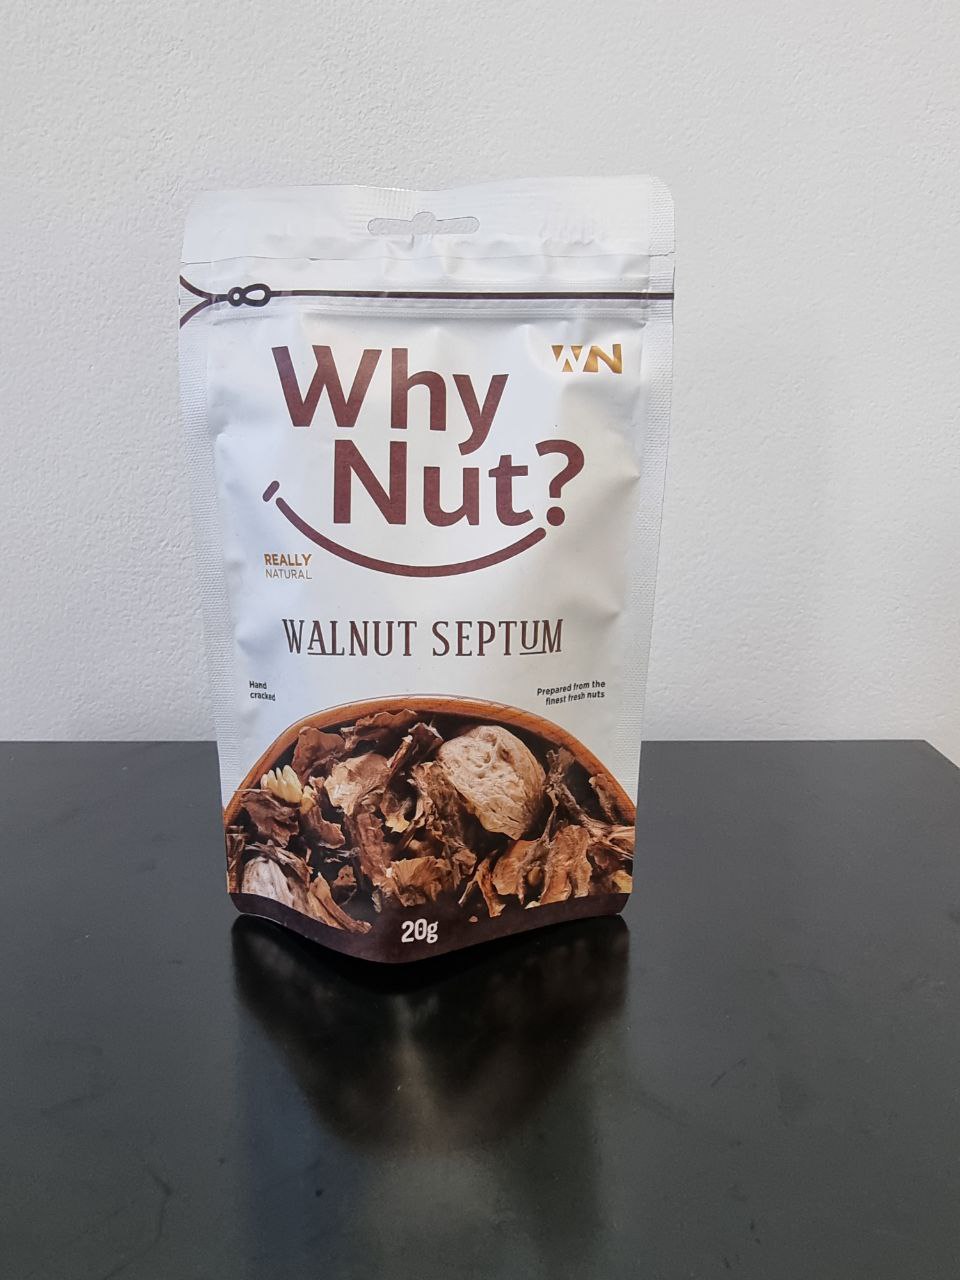 Why
WN
Nut?
REALLY
NATURAL
WALNUT SEPTUM
Hand
cracked
Prepared from the
finest fresh nuts
20g